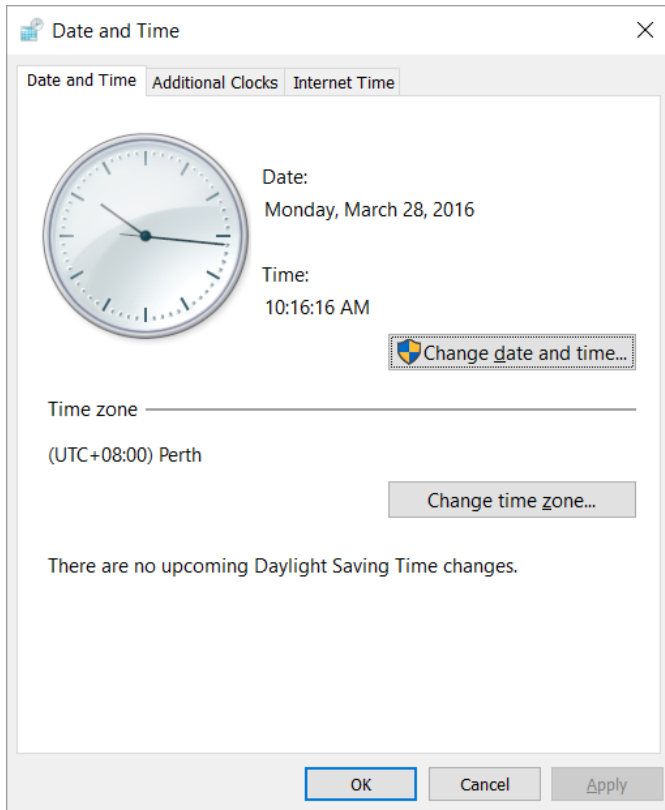 Date and Time
Date and Time Additional Clocks Internet Time
Date:
Monday, March 28, 2016
Time:
10:16:16 AM
Change date and time...
Time zone
(UTC+08:00) Perth
Change time zone...
There are no upcoming Daylight Saving Time changes.
OK Cancel Apply